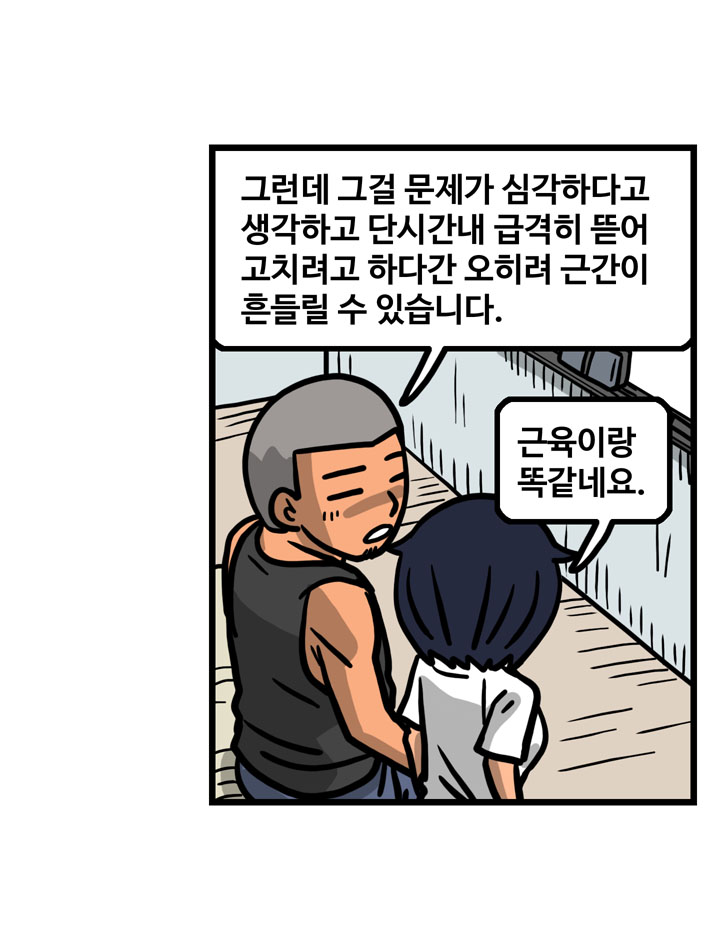 그런데 그걸 문제가 심각하다고
생각하고 단시간내 급격히 뜯어
고치려고 하다간 오히려 근간이
흔들릴 수 있습니다.
근육이랑
똑같네요.